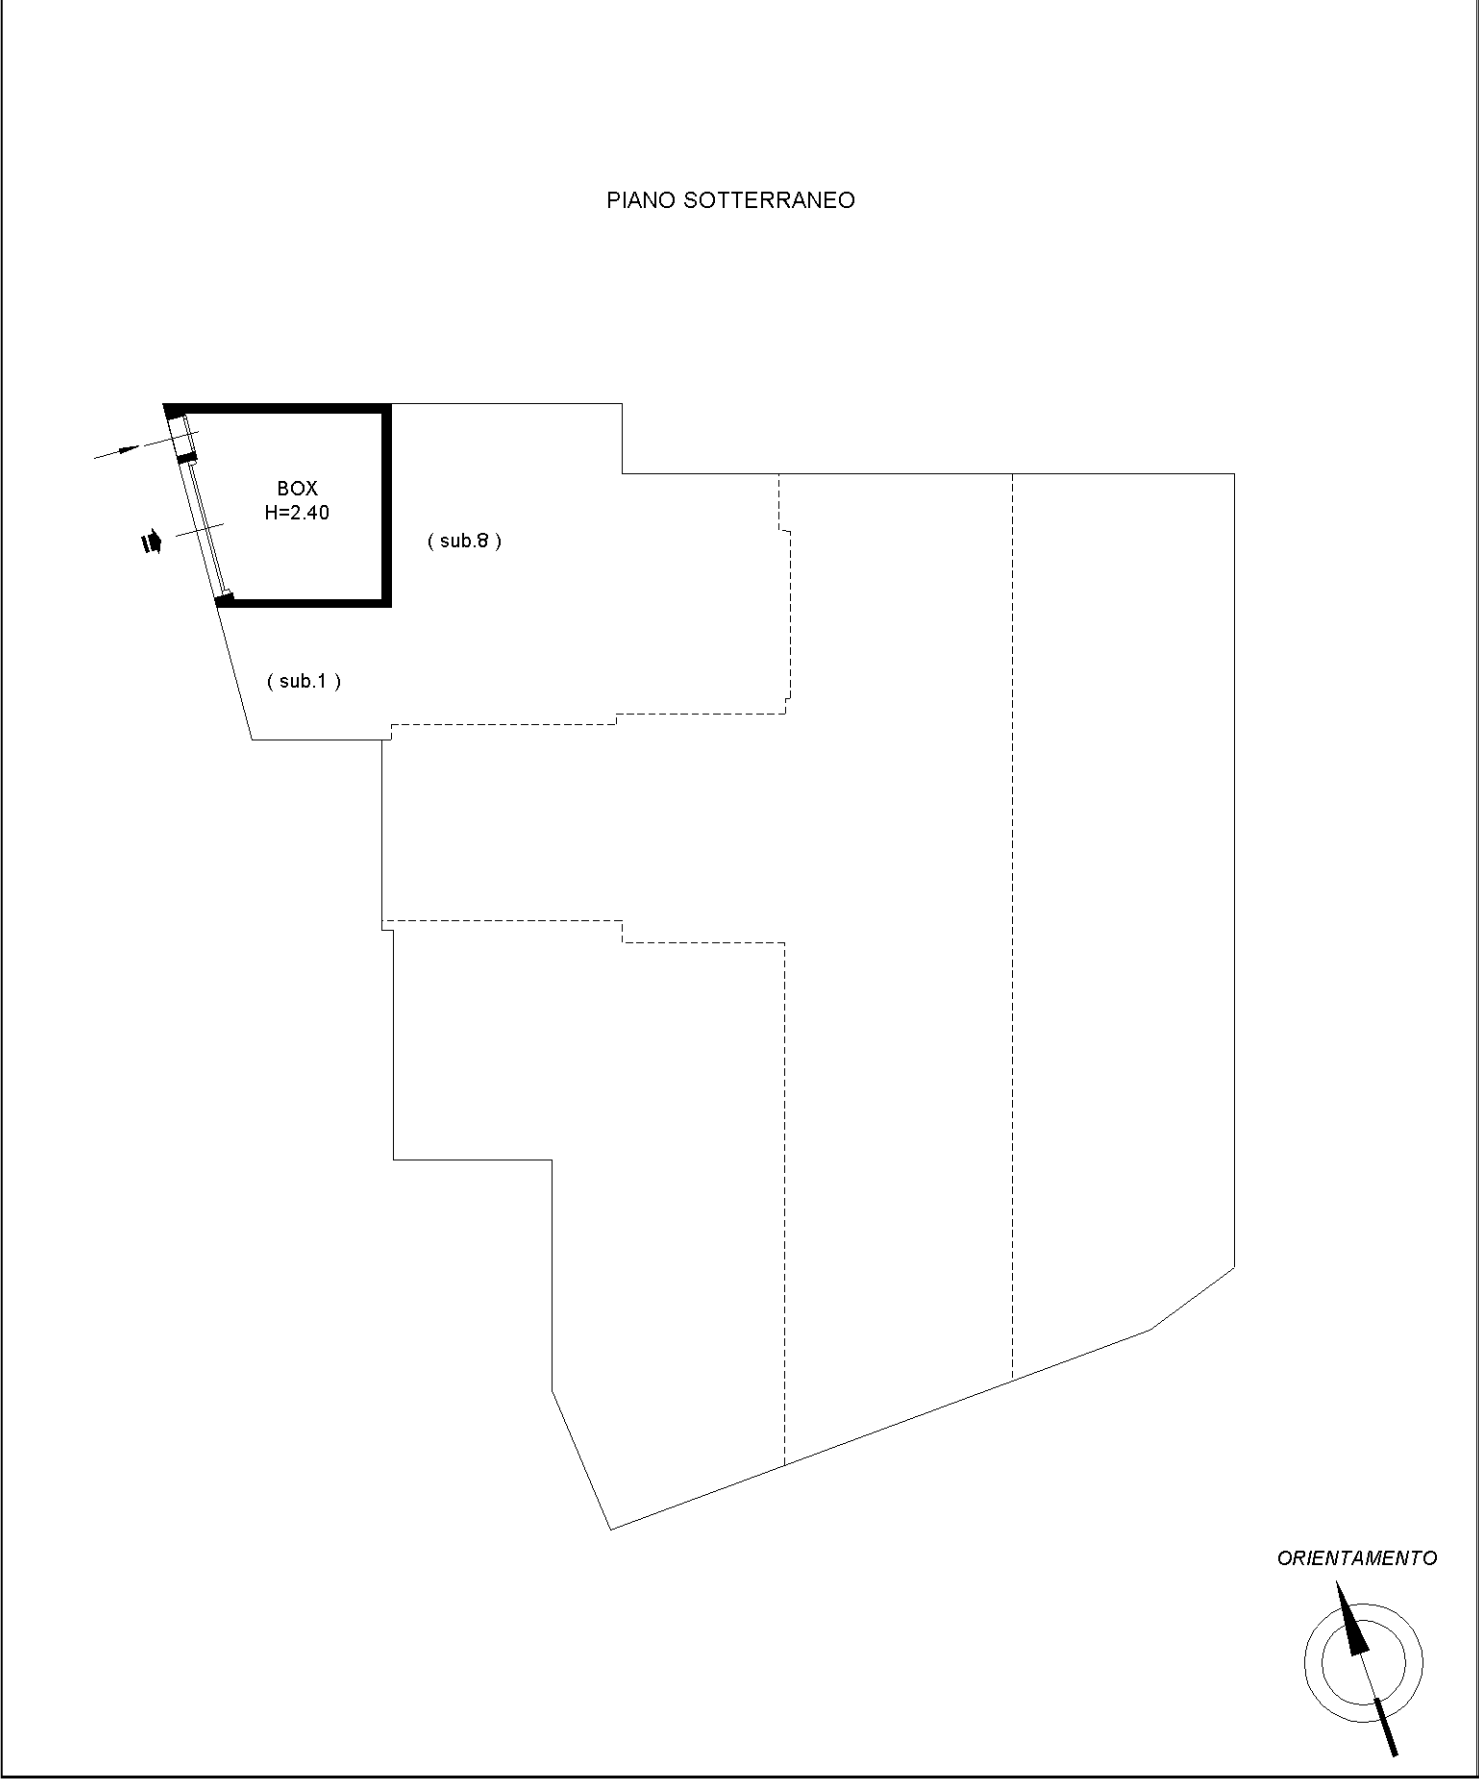 PIANO SOTTERRANEO
BOX
H=2.40
( sub.8 )
( sub.1 )
ORIENTAMENTO